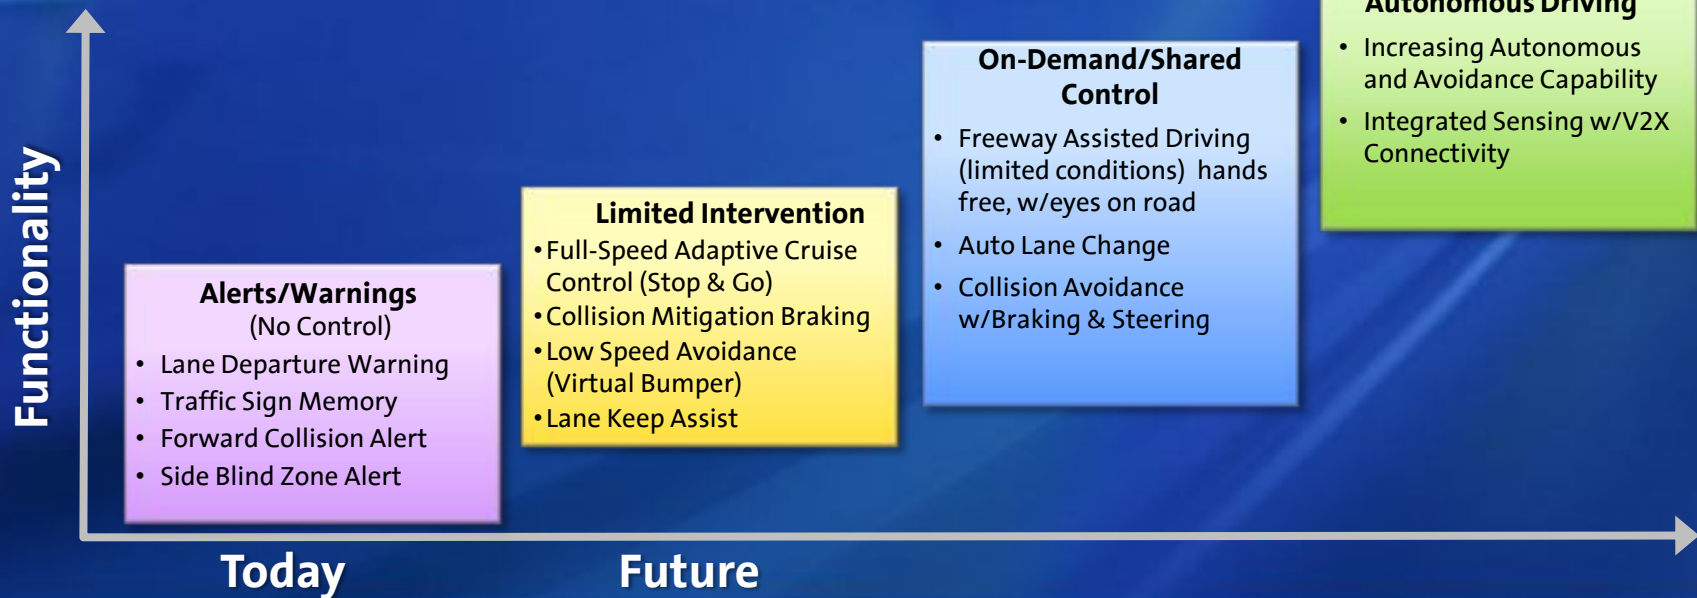 Functionality
Alerts/Warnings
(No Control)
• Lane Departure Warning
• Traffic Sign Memory
• Forward Collision Alert
• Side Blind Zone Alert
Limited Intervention
• Full-Speed Adaptive Cruise
Control (Stop & Go)
• Collision Mitigation Braking
• Low Speed Avoidance
(Virtual Bumper)
• Lane Keep Assist
On-Demand/Shared
Control
• Freeway Assisted Driving
(limited conditions) hands
free, w/eyes on road
• Auto Lane Change
• Collision Avoidance
w/Braking & Steering
Autonomous Driving
• Increasing Autonomous
and Avoidance Capability
• Integrated Sensing w/V2X
Connectivity
Today
Future